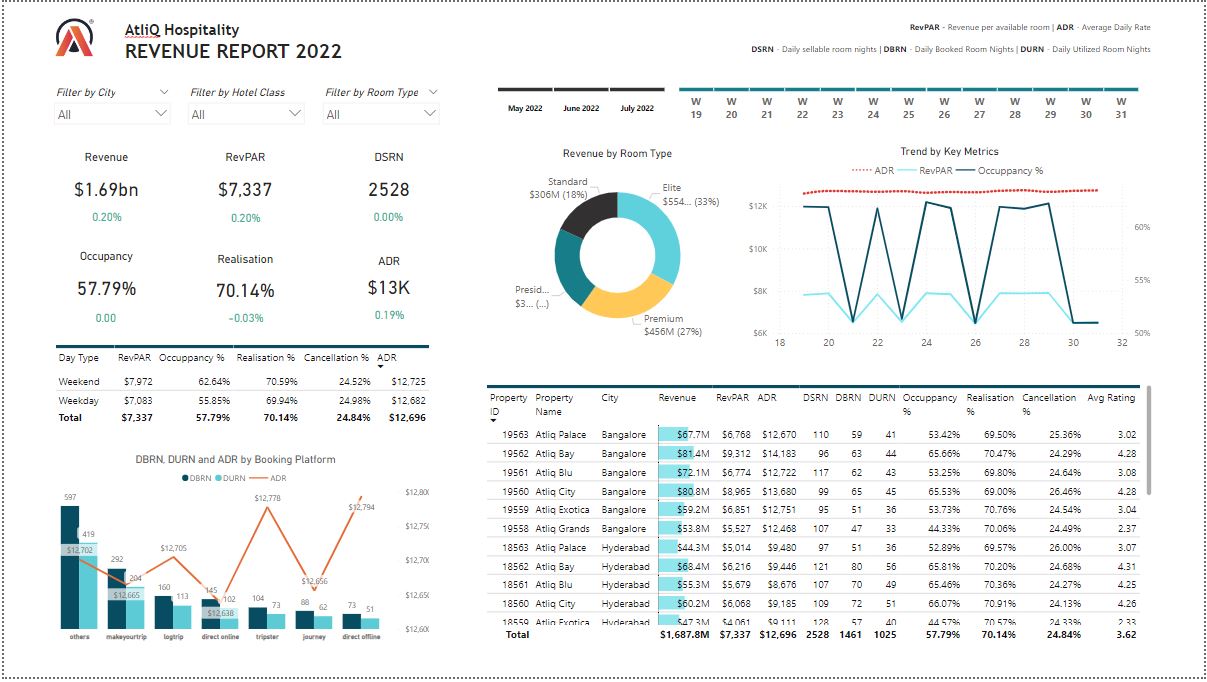 AtliQ Hospitality
REVENUE REPORT 2022
RevPAR - Revenue per available room | ADR - Average Daily Rate
DSRN - Daily sellable room nights | DBRN - Daily Booked Room Nights | DURN - Daily Utilized Room Nights
Filter by City
All
Filter by Hotel Class
All
Filter by Room Type
All
May 2022 June 2022 July 2022
W 19 W 20 W 21 W 22 W 23 W 24 W 25 W 26 W 27 W 28 W 29 W 30 W 31
Revenue
$1.69bn
0.20%
RevPAR
$7,337
0.20%
DSRN
2528
0.00%
Occupancy
57.79%
0.00
Realisation
70.14%
-0.03%
ADR
$13K
0.19%
Revenue by Room Type
Standard
$306M (18%)
Elite
$554... (33%)
Presid...
$3... (...)
Premium
$456M (27%)
Trend by Key Metrics
ADR RevPAR Occuppancy %
$12K
$10K
$8K
$6K
60%
55%
50%
18 20 22 24 26 28 30 32
Day Type RevPAR Occuppancy % Realisation % Cancellation % ADR
Weekend $7,972 62.64% 70.59% 24.52% $12,725
Weekday $7,083 55.85% 69.94% 24.98% $12,682
Total $7,337 57.79% 70.14% 24.84% $12,696
DBRN, DURN and ADR by Booking Platform
DBRN DURN ADR
597 419 $12,702
292 204 $12,665
160 113 $12,705
145 102 $12,638
104 73 $12,778
88 62 $12,656
73 51 $12,794
$12,80
$12,75
$12,70
$12,65
$12,60
others makeyourtrip logtrip direct online tripster journey direct offline
Property ID Property Name City Revenue RevPAR ADR DSRN DBRN DURN Occuppancy % Realisation % Cancellation % Avg Rating
19563 Atliq Palace Bangalore $67.7M $6,768 $12,670 110 59 41 53.42% 69.50% 25.36% 3.02
19562 Atliq Bay Bangalore $81.4M $9,312 $14,183 96 63 44 65.66% 70.47% 24.29% 4.28
19561 Atliq Blu Bangalore $72.1M $6,774 $12,722 117 62 43 53.25% 69.80% 24.64% 3.08
19560 Atliq City Bangalore $80.8M $8,965 $13,680 99 65 45 65.53% 69.00% 26.46% 4.28
19559 Atliq Exotica Bangalore $59.2M $6,851 $12,751 95 51 36 53.73% 70.76% 24.54% 3.04
19558 Atliq Grands Bangalore $53.8M $5,527 $12,468 107 47 33 44.33% 70.06% 24.49% 2.37
18563 Atliq Palace Hyderabad $44.3M $5,014 $9,480 97 51 36 52.89% 69.57% 26.00% 3.07
18562 Atliq Bay Hyderabad $68.4M $6,216 $9,446 121 80 56 65.81% 70.20% 24.68% 4.31
18561 Atliq Blu Hyderabad $55.3M $5,679 $8,676 107 70 49 65.46% 70.36% 24.27% 4.25
18560 Atliq City Hyderabad $60.2M $6,068 $9,185 109 72 51 66.07% 70.91% 24.13% 4.26
18559 Atliq Exotica Hyderabad $47.3M $4,061 $9,111 128 57 40 44.57% 70.57% 24.33% 2.33
Total $1,687.8M $7,337 $12,696 2528 1461 1025 57.79% 70.14% 24.84% 3.62